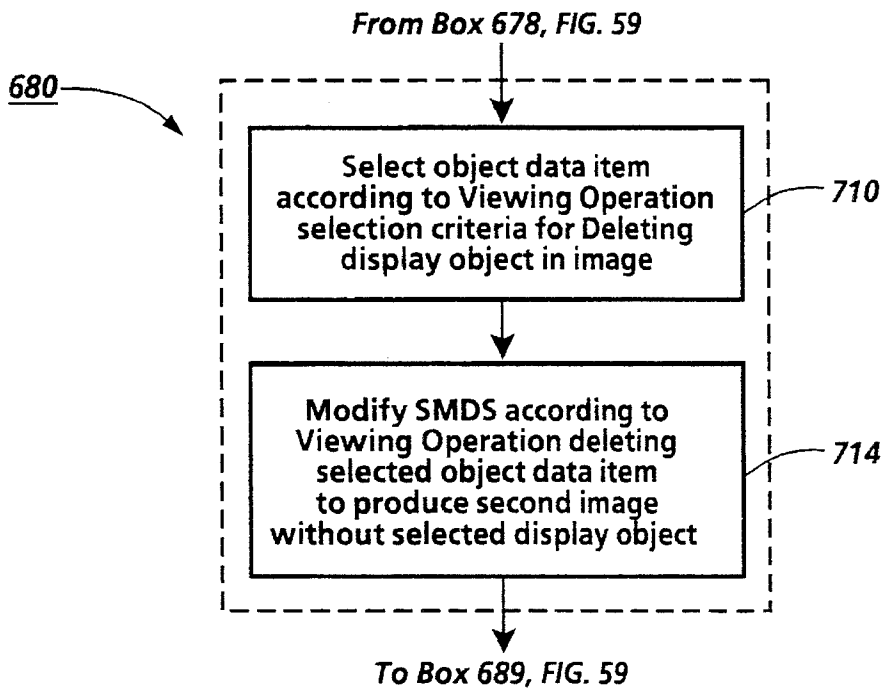 From Box 678, FIG. 59
680
Select object data item
according to Viewing Operation
selection criteria for Deleting
display object in image
710
Modify SMDS according to
Viewing Operation deleting
selected object data item
to produce second image
without selected display object
714
To Box 689, FIG. 59